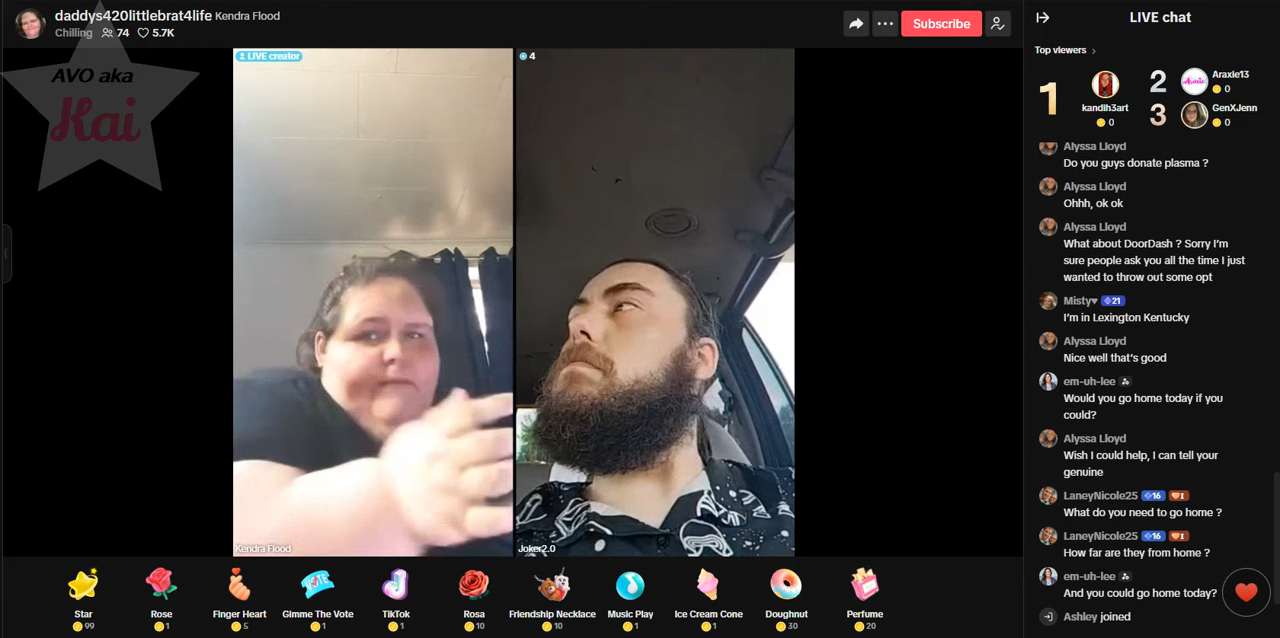 daddys420littlebrat4life Kendra Flood
Chilling 74 5.7K
Subscribe
AVO aka
Kai
LIVE creator
4
Kendra Flood
Joker2.0
Star
99
Rose
1
Finger Heart
5
Gimme The Vote
1
TikTok
1
Rosa
10
Friendship Necklace
10
Music Play
1
Ice Cream Cone
1
Doughnut
30
Perfume
20
LIVE chat
Top viewers >
1
kandih3art
0
2
Araxie13
0
3
GenXJenn
0
Alyssa Lloyd
Do you guys donate plasma ?
Alyssa Lloyd
Ohhh, ok ok
Alyssa Lloyd
What about DoorDash ? Sorry I'm
sure people ask you all the time I just
wanted to throw out some opt
Misty♥ 21
I'm in Lexington Kentucky
Alyssa Lloyd
Nice well that's good
em-uh-lee
Would you go home today if you
could?
Alyssa Lloyd
Wish I could help, I can tell your
genuine
LaneyNicole25 16 I
What do you need to go home ?
LaneyNicole25 16 I
How far are they from home ?
em-uh-lee
And you could go home today?
Ashley joined